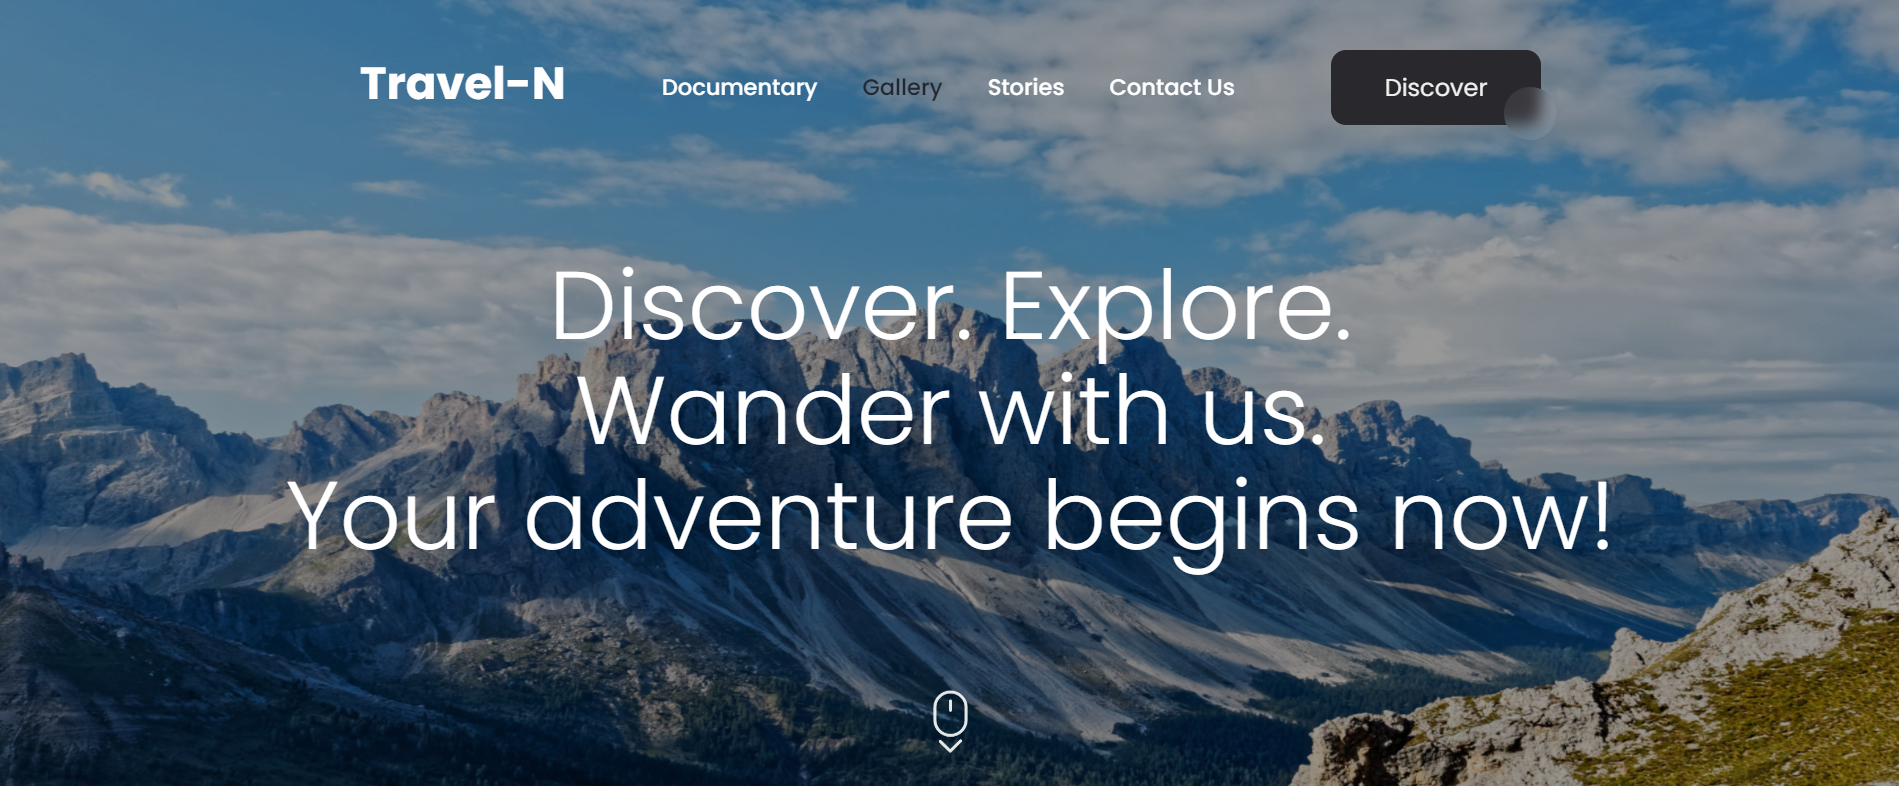 Travel-N
Documentary Gallery Stories Contact Us
Discover
Discover. Explore.
Wander with us.
Your adventure begins now!